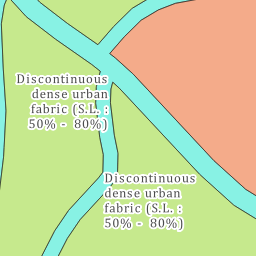 Discontinuous
dense urban
fabric (S.L. :
50% -  80%)
Discontinuous
dense urban
fabric (S.L. :
50% -  80%)